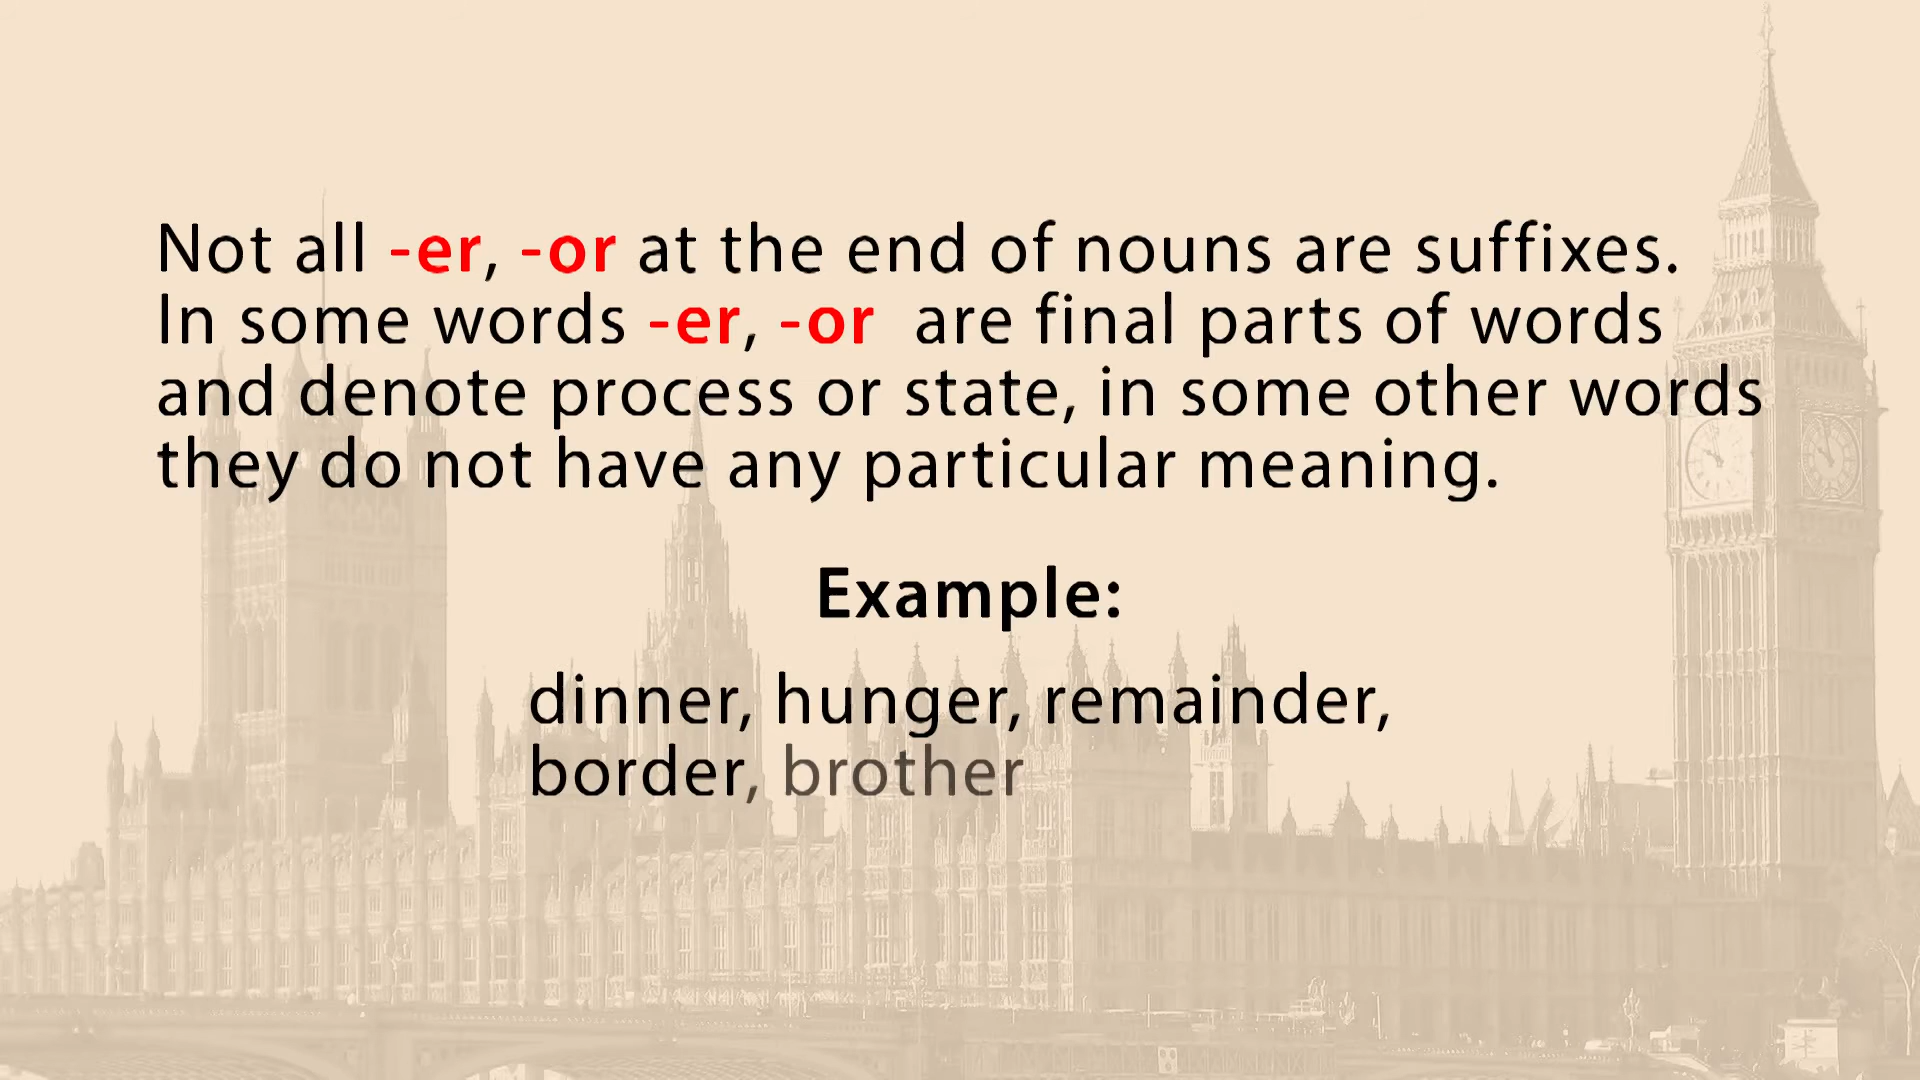 Not all -er, -or at the end of nouns are suffixes.
In some words -er, -or are final parts of words
and denote process or state, in some other words
they do not have any particular meaning.
Example:
dinner, hunger, remainder,
border, brother